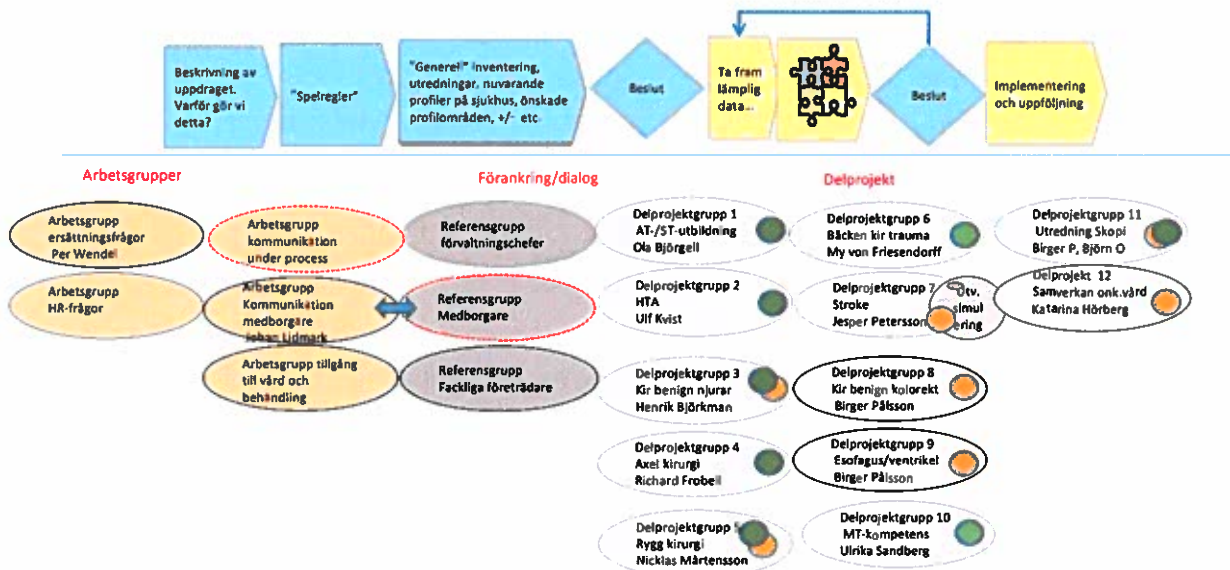 Beskrivning av
uppdraget.
Varför gör vi
detta?
"Spelregler"
"Generell" inventering,
utredningar, nuvarande
profiler på sjukhus, önskade
profilområden, +/- etc.
Beslut
Ta fram
lämplig
data...
Beslut
Implementering
och uppföljning
Arbetsgrupper
Förankring/dialog
Delprojekt
Arbetsgrupp
ersättningsfrågor
Per Wendel
Arbetsgrupp
HR-frågor
Arbetsgrupp
kommunikation
under process
Arbetsgrupp
Kommunikation
medborgare
Johan Lidmark
Arbetsgrupp tillgång
till vård och
behandling
Referensgrupp
förvaltningschefer
Referensgrupp
Medborgare
Referensgrupp
Fackliga företrädare
Delprojektgrupp 1
AT-/ST-utbildning
Ola Björgell
Delprojektgrupp 2
HTA
Ulf Kvist
Delprojektgrupp 3
Kir benign njurar
Henrik Björkman
Delprojektgrupp 4
Axel kirurgi
Richard Frobell
Delprojektgrupp 5
Rygg kirurgi
Nicklas Mårtensson
Delprojektgrupp 6
Bäcken kir trauma
My von Friesendorff
Delprojektgrupp 7
Stroke
Jesper Petersson
Utv.
simul
ering
Delprojektgrupp 8
Kir benign kolorekt
Birger Pålsson
Delprojektgrupp 9
Esofagus/ventrikel
Birger Pålsson
Delprojektgrupp 10
MT-kompetens
Ulrika Sandberg
Delprojektgrupp 11
Utredning Skopi
Birger P, Björn O
Delprojekt 12
Samverkan onk.vård
Katarina Hörberg